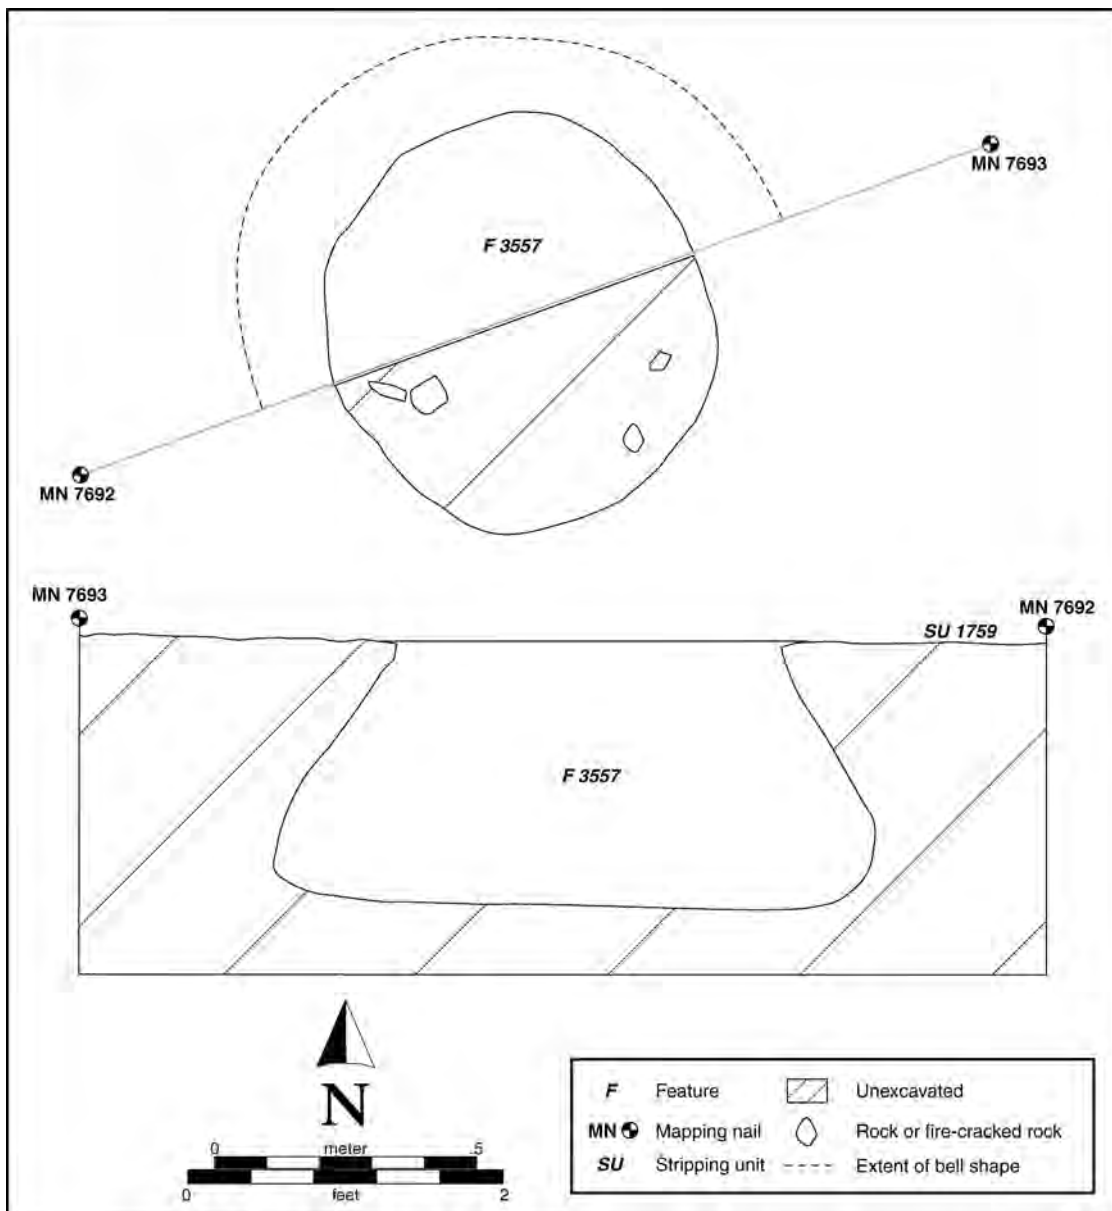 MN 7693
F 3557
MN 7692
MN 7693
MN 7692
SU 1759
F 3557
N
0 meter .5
0 feet 2
F Feature
Unexcavated
MN Mapping nail
Rock or fire-cracked rock
SU Stripping unit
Extent of bell shape